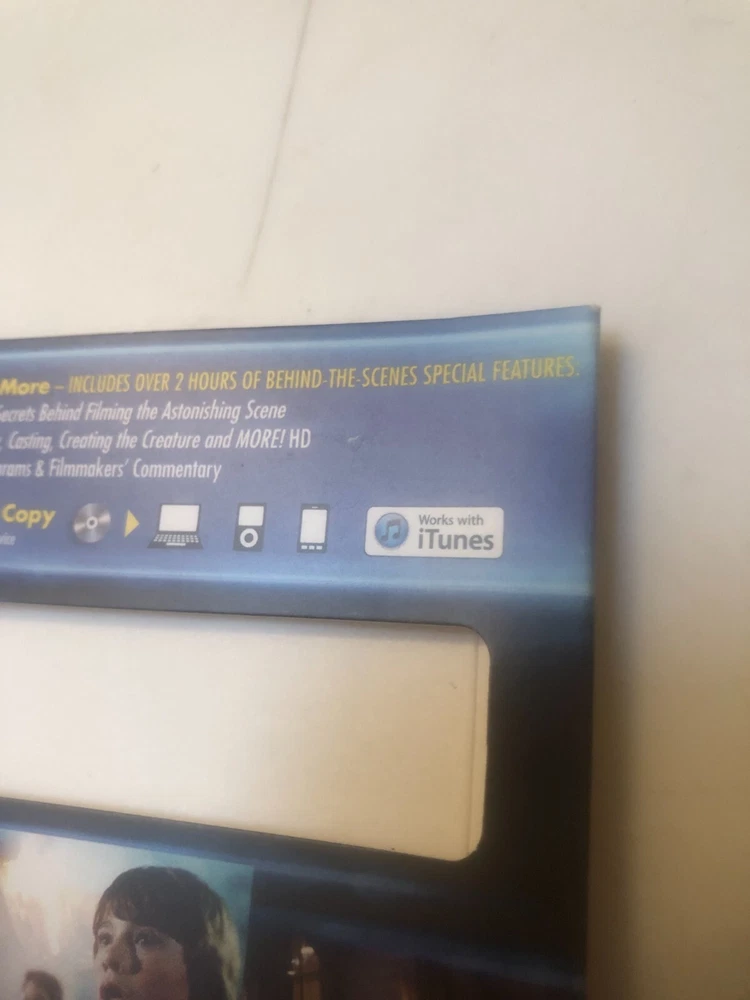 More – INCLUDES OVER 2 HOURS OF BEHIND-THE-SCENES SPECIAL FEATURES.
Secrets Behind Filming the Astonishing Scene
, Casting, Creating the Creature and MORE! HD
& Filmmakers' Commentary
Copy
Works with
iTunes